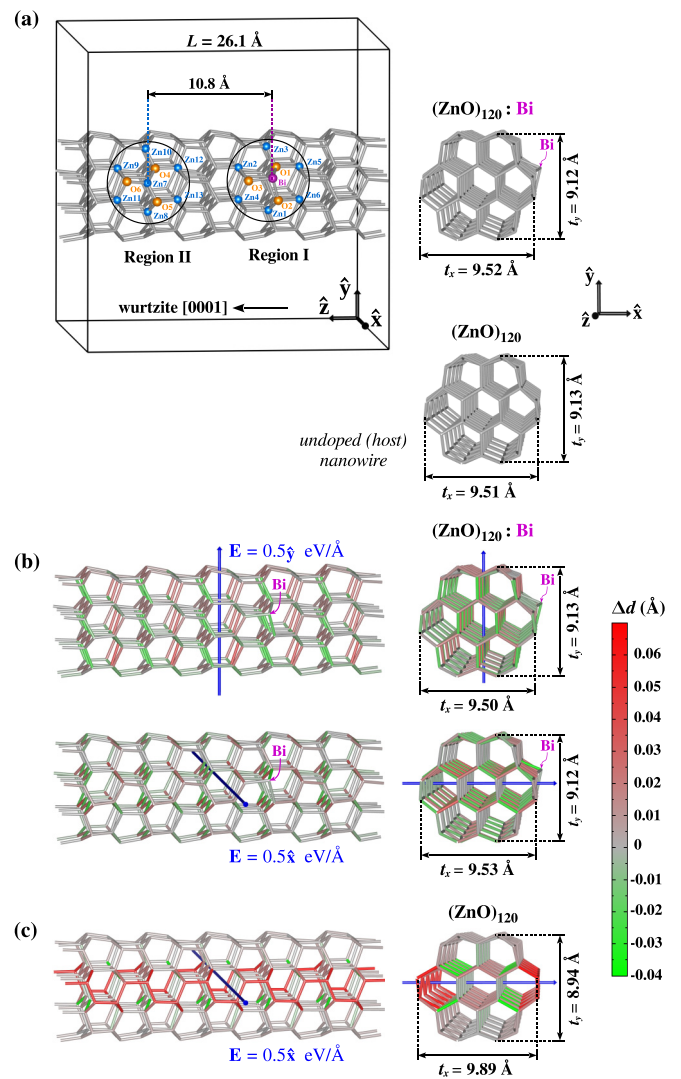 (a)
L = 26.1 Å
10.8 Å
Zn10
Zn3
Zn9
Zn12
Zn2
Zn5
O4
O1
Zn7
Bi
O6
O3
Zn11
Zn13
Zn4
Zn6
O5
O2
Zn8
Zn1
Region II
Region I
wurtzite [0001]
ŷ
ẑ
x̂
(ZnO)120 : Bi
Bi
ty = 9.12 Å
tx = 9.52 Å
ŷ
ẑ
x̂
(ZnO)120
undoped (host)
nanowire
ty = 9.13 Å
tx = 9.51 Å
(b)
E = 0.5ŷ eV/Å
Bi
(ZnO)120 : Bi
Bi
ty = 9.13 Å
tx = 9.50 Å
Bi
E = 0.5x̂ eV/Å
Bi
ty = 9.12 Å
tx = 9.53 Å
Δd (Å)
0.06
0.05
0.04
0.03
0.02
0.01
0
-0.01
-0.02
-0.03
-0.04
(c)
E = 0.5x̂ eV/Å
(ZnO)120
ty = 8.94 Å
tx = 9.89 Å